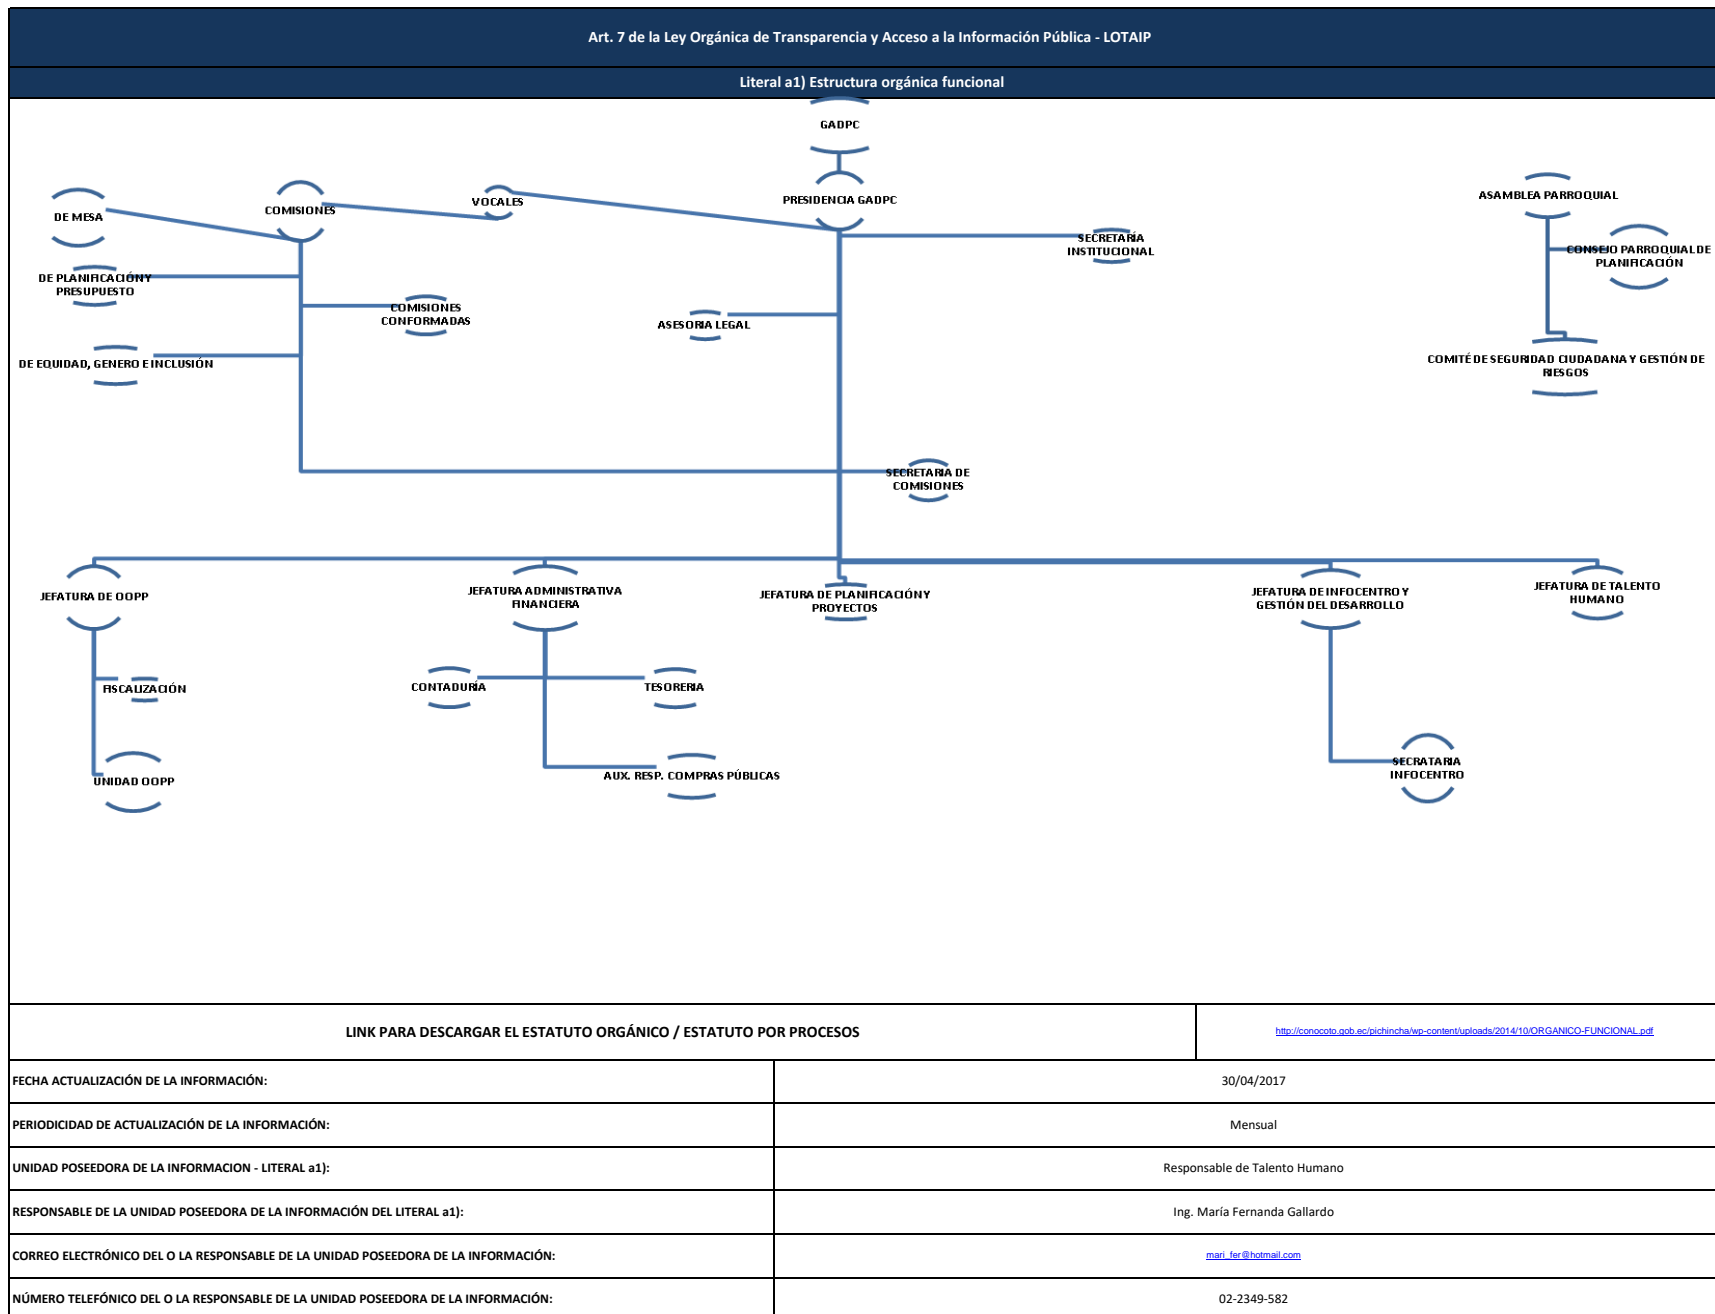 Art. 7 de la Ley Orgánica de Transparencia y Acceso a la Información Pública - LOTAIP
Literal a1) Estructura orgánica funcional
GADPC
PRESIDENCIA GADPC
VOCALES
COMISIONES
DE MESA
DE PLANIFICACIÓN Y
PRESUPUESTO
DE EQUIDAD, GENERO E INCLUSIÓN
COMISIONES
CONFORMADAS
SECRETARÍA
INSTITUCIONAL
ASESORIA LEGAL
ASAMBLEA PARROQUIAL
CONSEJO PARROQUIAL DE
PLANIFICACIÓN
COMITÉ DE SEGURIDAD CIUDADANA Y GESTIÓN DE
RIESGOS
SECRETARIA DE
COMISIONES
JEFATURA DE OOPP
JEFATURA ADMINISTRATIVA
FINANCIERA
JEFATURA DE PLANIFICACIÓN Y
PROYECTOS
JEFATURA DE INFOCENTRO Y
GESTIÓN DEL DESARROLLO
JEFATURA DE TALENTO
HUMANO
FISCALIZACIÓN
CONTADURÍA
TESORERIA
UNIDAD OOPP
AUX. RESP. COMPRAS PÚBLICAS
SECRATARIA
INFOCENTRO
LINK PARA DESCARGAR EL ESTATUTO ORGÁNICO / ESTATUTO POR PROCESOS
http://conocoto.gob.ec/pichincha/wp-content/uploads/2014/10/ORGANICO-FUNCIONAL.pdf
FECHA ACTUALIZACIÓN DE LA INFORMACIÓN:
30/04/2017
PERIODICIDAD DE ACTUALIZACIÓN DE LA INFORMACIÓN:
Mensual
UNIDAD POSEEDORA DE LA INFORMACION - LITERAL a1):
Responsable de Talento Humano
RESPONSABLE DE LA UNIDAD POSEEDORA DE LA INFORMACIÓN DEL LITERAL a1):
Ing. María Fernanda Gallardo
CORREO ELECTRÓNICO DEL O LA RESPONSABLE DE LA UNIDAD POSEEDORA DE LA INFORMACIÓN:
mari_fer@hotmail.com
NÚMERO TELEFÓNICO DEL O LA RESPONSABLE DE LA UNIDAD POSEEDORA DE LA INFORMACIÓN:
02-2349-582